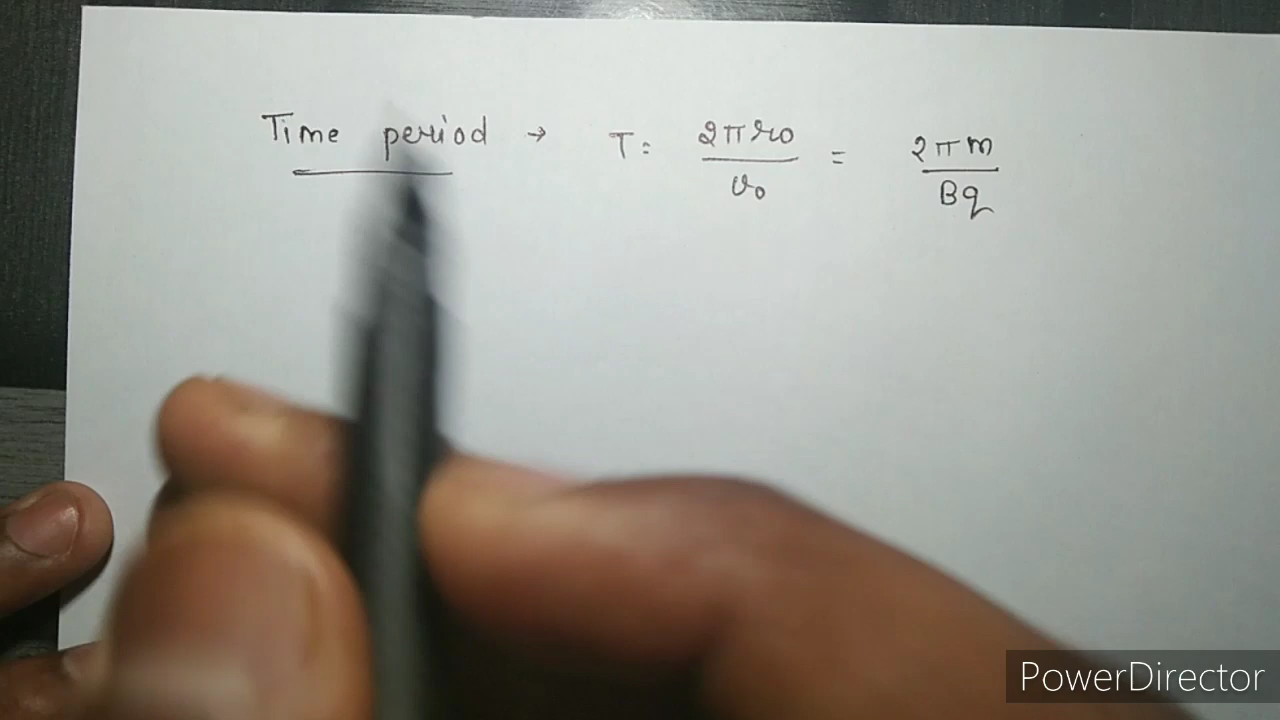 Time period → T = 2πr₀/v₀ = 2πm/Bq
PowerDirector